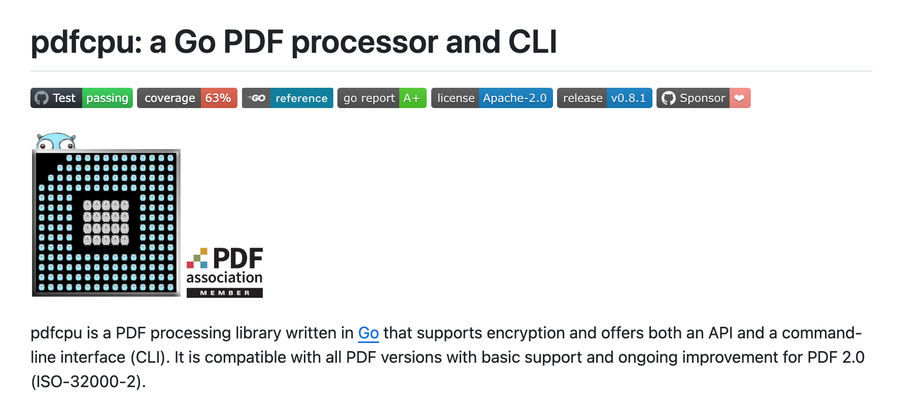 pdfcpu: a Go PDF processor and CLI
Test passing coverage 63% GO reference go report A+ license Apache-2.0 release v0.8.1 Sponsor
PDF
association
MEMBER
pdfcpu is a PDF processing library written in Go that supports encryption and offers both an API and a command-
line interface (CLI). It is compatible with all PDF versions with basic support and ongoing improvement for PDF 2.0
(ISO-32000-2).